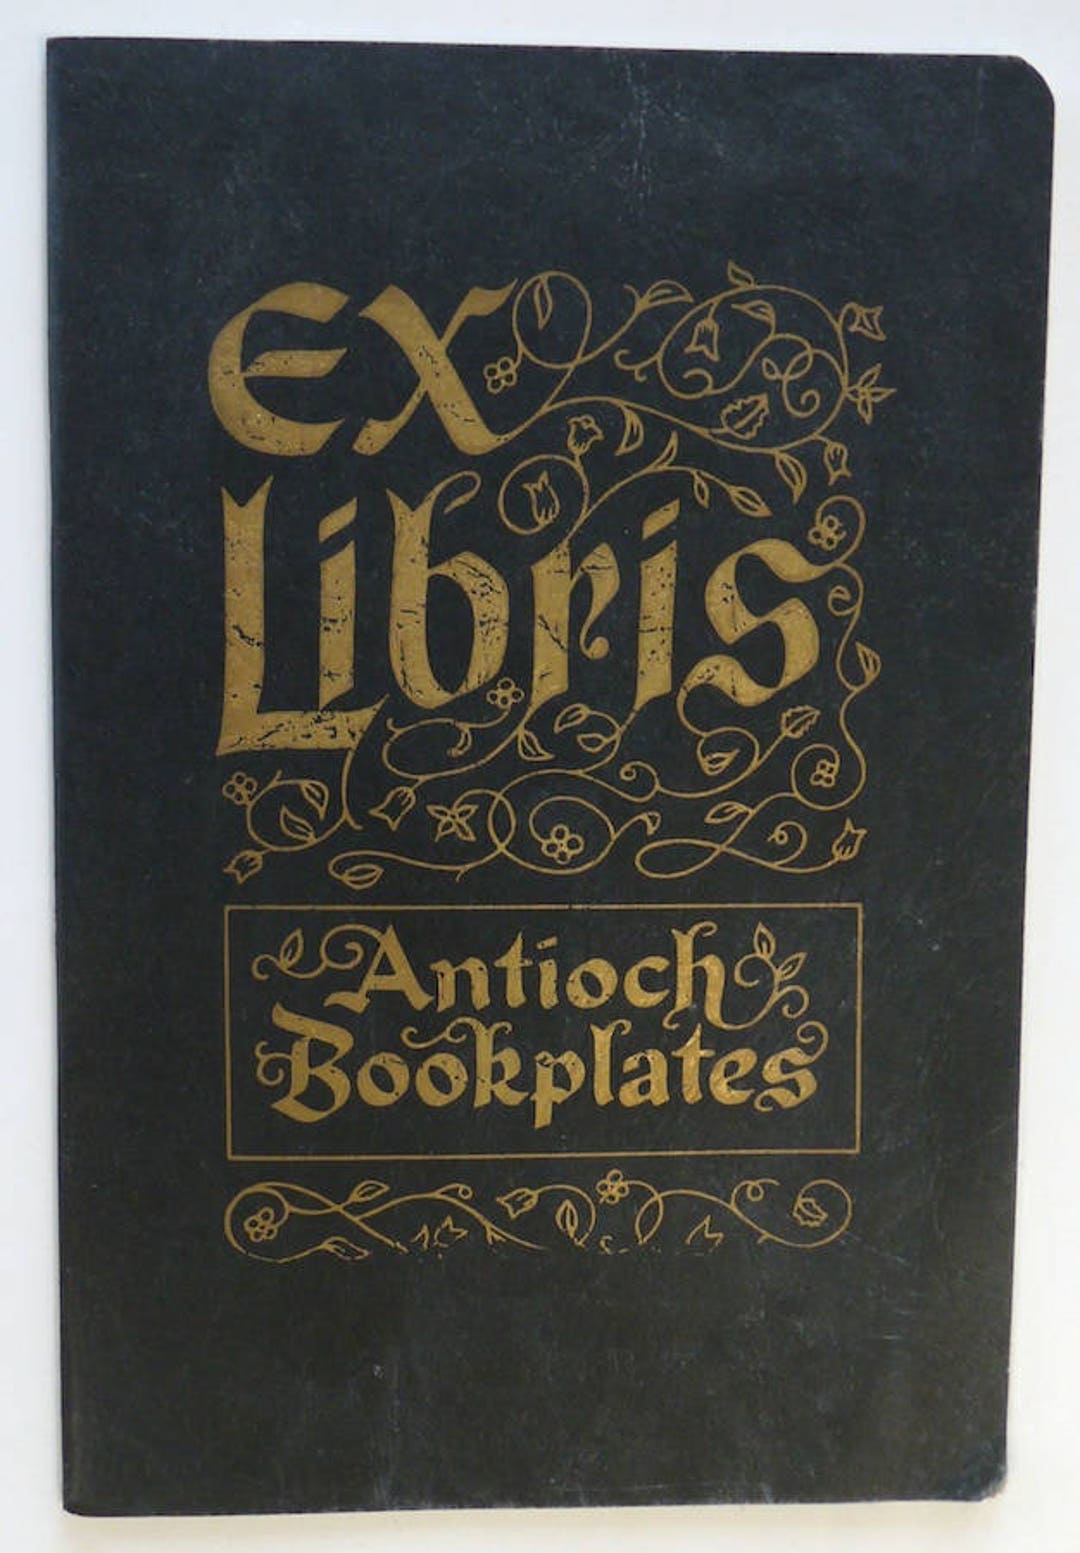 Ex
Libris
Antioch
Bookplates